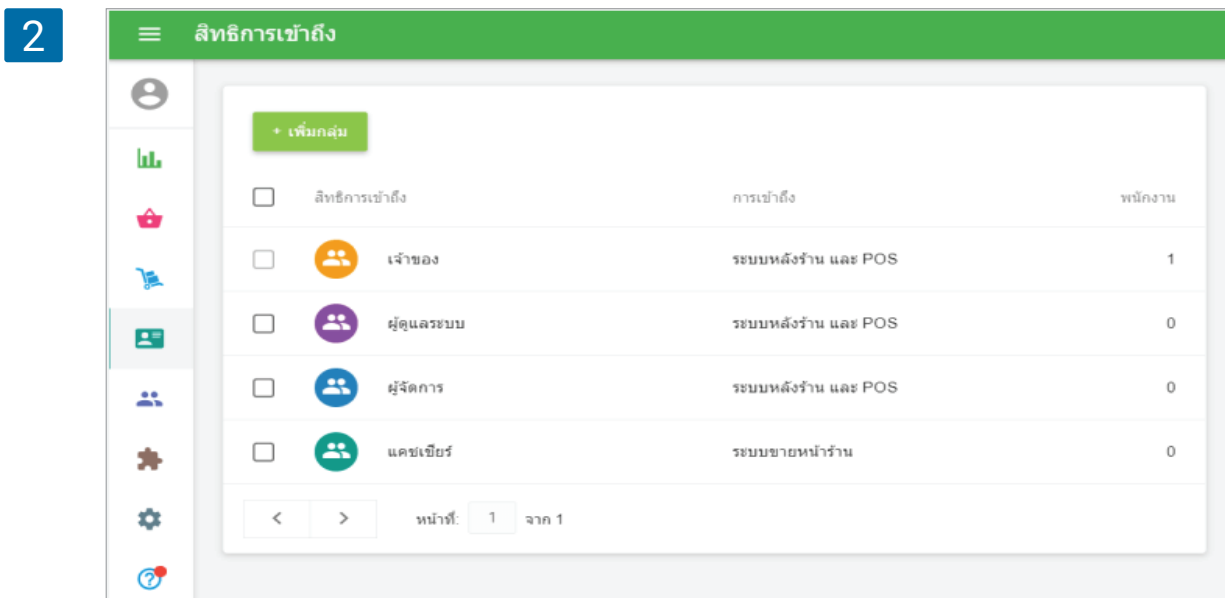 2
สิทธิการเข้าถึง
+ เพิ่มกลุ่ม
สิทธิการเข้าถึง การเข้าถึง พนักงาน
เจ้าของ ระบบหลังร้าน และ POS 1
ผู้ดูแลระบบ ระบบหลังร้าน และ POS 0
ผู้จัดการ ระบบหลังร้าน และ POS 0
แคชเชียร์ ระบบขายหน้าร้าน 0
< > หน้าที่: 1 จาก 1